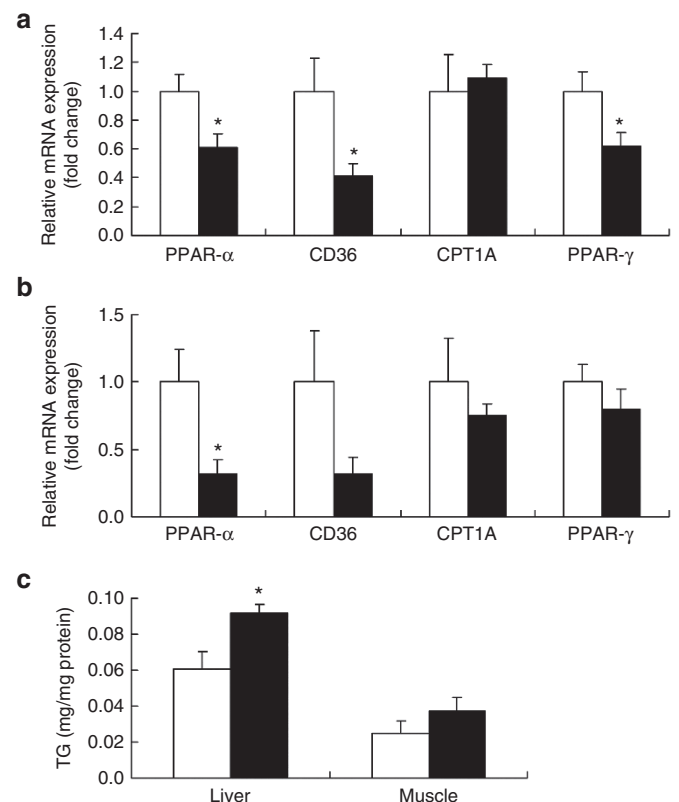 a
Relative mRNA expression
(fold change)
1.4
1.2
1.0
0.8
0.6
0.4
0.2
0.0
*
*
*
PPAR-α CD36 CPT1A PPAR-γ
b
Relative mRNA expression
(fold change)
1.5
1.0
0.5
0.0
*
PPAR-α CD36 CPT1A PPAR-γ
c
TG (mg/mg protein)
0.10
0.08
0.06
0.04
0.02
0.0
*
Liver Muscle